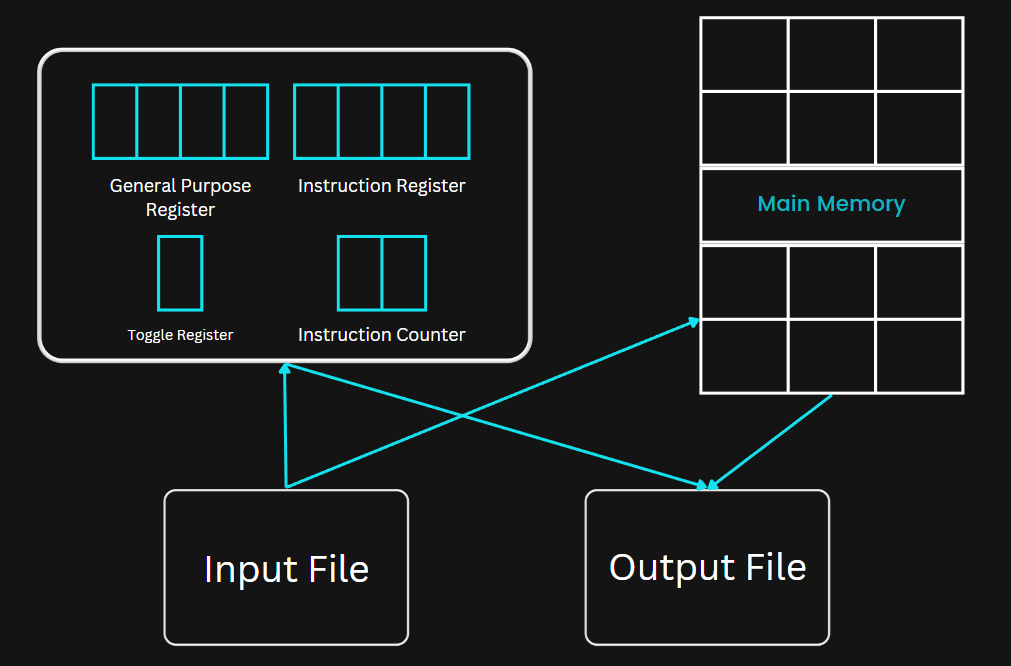 General Purpose
Register
Instruction Register
Main Memory
Toggle Register
Instruction Counter
Input File
Output File